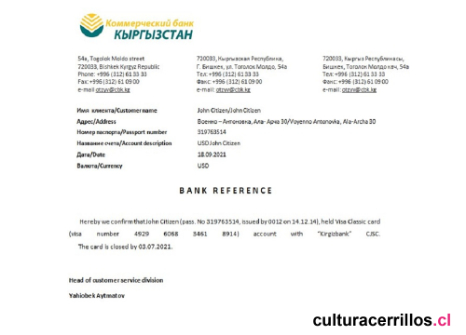 Коммерческий банк
КЫРГЫЗСТАН
54a, Togolok Moldo street
720033, Bishkek Kyrgyz Republic
Phone: +996 (312) 61 33 33
Fax: +996 (312) 61 09 00
e-mail: otzyv@cbk.kg
720033, Кыргызская Республика,
Г. Бишкек, ул. Тоголок Молдо, 54а
Тел: +996 (312) 61 33 33
Факс: +996 (312) 61 09 00
e-mail: otzyv@cbk.kg
720033, Кыргыз Республикасы,
Бишкек, Тоголок Молдо көч, 54а
Тел.: +996 (312) 61 33 33
Факс: +996 (312) 61 09 00
e-mail: otzyv@cbk.kg
Имя клиента/Customer name John Citizen/John Citizen
Адрес/Address Военно – Антоновка, Ала- Арча 30/Voyenno Antonovka, Ala-Archa 30
Номер паспорта/Passport number 319763514
Название счета/Account description USD John Citizen
Дата/Date 18.09.2021
Валюта/Currency USD
BANK REFERENCE
Hereby we confirm that John Citizen (pass. No 319763514, issued by 0012 on 14.12.14), held Visa Classic card
(visa number 4929 6068 3461 8914) account with "Kirgizbank" CJSC.
The card is closed by 03.07.2021.
Head of customer service division
Yahiobek Aytmatov
culturacerrillos.cl